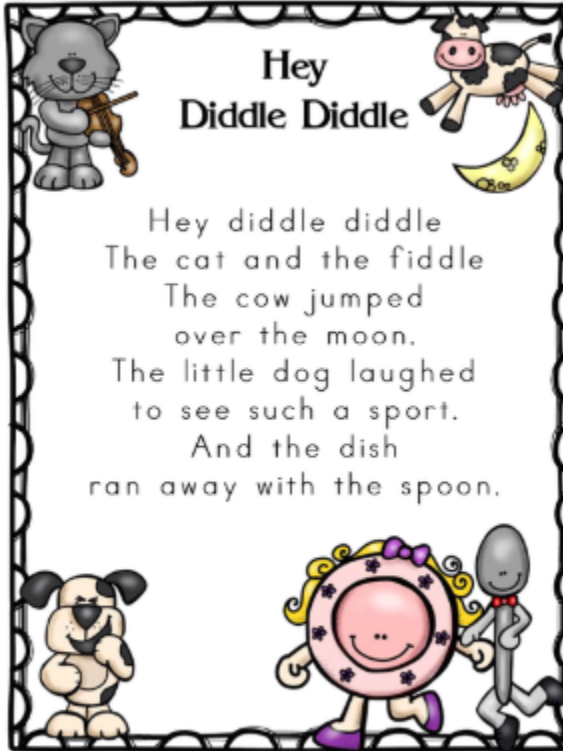 Hey
Diddle Diddle
Hey diddle diddle
The cat and the fiddle
The cow jumped
over the moon.
The little dog laughed
to see such a sport.
And the dish
ran away with the spoon.